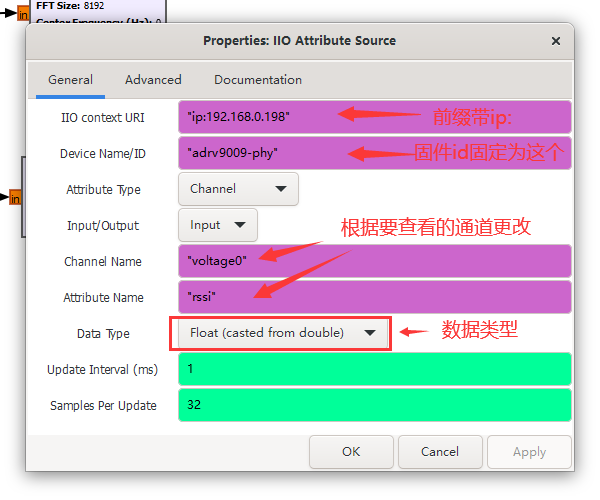 in
FFT Size: 8192
Center Frequency (Hz): 0
Properties: IIO Attribute Source
General Advanced Documentation
IIO context URI "ip:192.168.0.198" 前缀带ip:
Device Name/ID "adrv9009-phy" 固件id固定为这个
Attribute Type Channel
in
Input/Output Input
根据要查看的通道更改
Channel Name "voltage0"
Attribute Name "rssi"
Data Type Float (casted from double) 数据类型
Update Interval (ms) 1
Samples Per Update 32
OK Cancel Apply